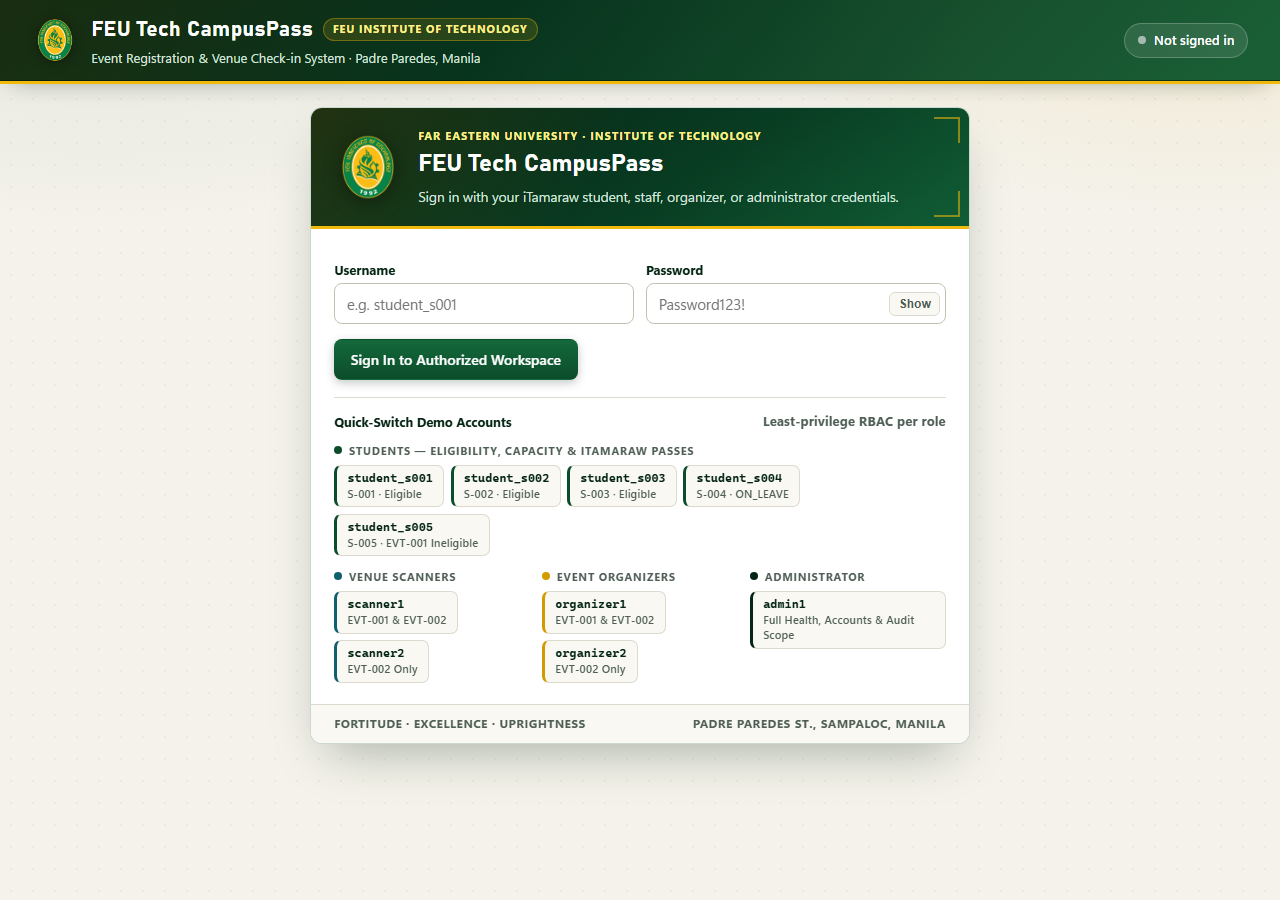 FEU Tech CampusPass
FEU INSTITUTE OF TECHNOLOGY
Event Registration & Venue Check-in System · Padre Paredes, Manila
Not signed in
FAR EASTERN UNIVERSITY · INSTITUTE OF TECHNOLOGY
FEU Tech CampusPass
Sign in with your iTamaraw student, staff, organizer, or administrator credentials.
1992
Username
Password
e.g. student_s001
Password123!
Show
Sign In to Authorized Workspace
Quick-Switch Demo Accounts
Least-privilege RBAC per role
STUDENTS — ELIGIBILITY, CAPACITY & ITAMARAW PASSES
student_s001
S-001 · Eligible
student_s002
S-002 · Eligible
student_s003
S-003 · Eligible
student_s004
S-004 · ON_LEAVE
student_s005
S-005 · EVT-001 Ineligible
VENUE SCANNERS
scanner1
EVT-001 & EVT-002
scanner2
EVT-002 Only
EVENT ORGANIZERS
organizer1
EVT-001 & EVT-002
organizer2
EVT-002 Only
ADMINISTRATOR
admin1
Full Health, Accounts & Audit
Scope
FORTITUDE · EXCELLENCE · UPRIGHTNESS
PADRE PAREDES ST., SAMPALOC, MANILA